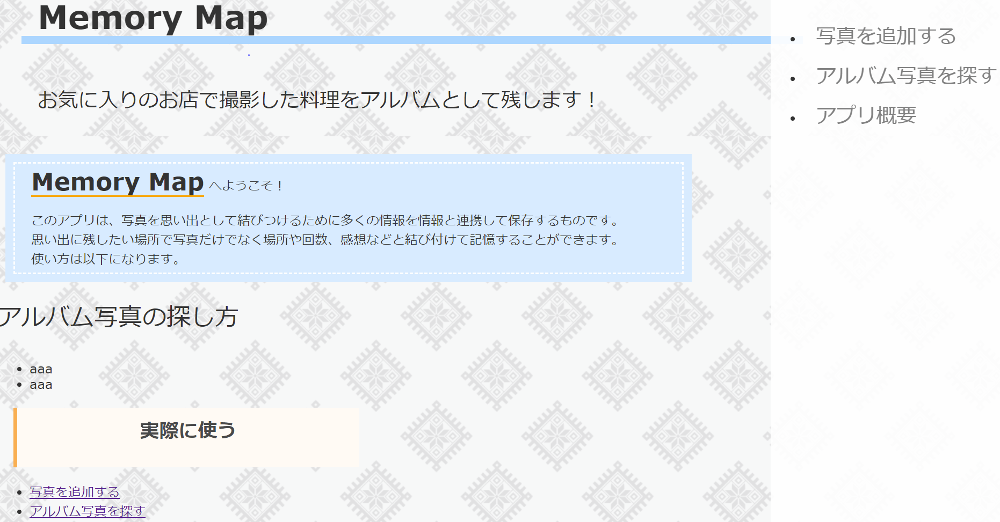 Memory Map
お気に入りのお店で撮影した料理をアルバムとして残します！
写真を追加する
アルバム写真を探す
アプリ概要
Memory Map へようこそ！
このアプリは、写真を思い出として結びつけるために多くの情報を情報と連携して保存するものです。
思い出に残したい場所で写真だけでなく場所や回数、感想などと結び付けて記憶することができます。
使い方は以下になります。
アルバム写真の探し方
aaa
aaa
実際に使う
写真を追加する
アルバム写真を探す